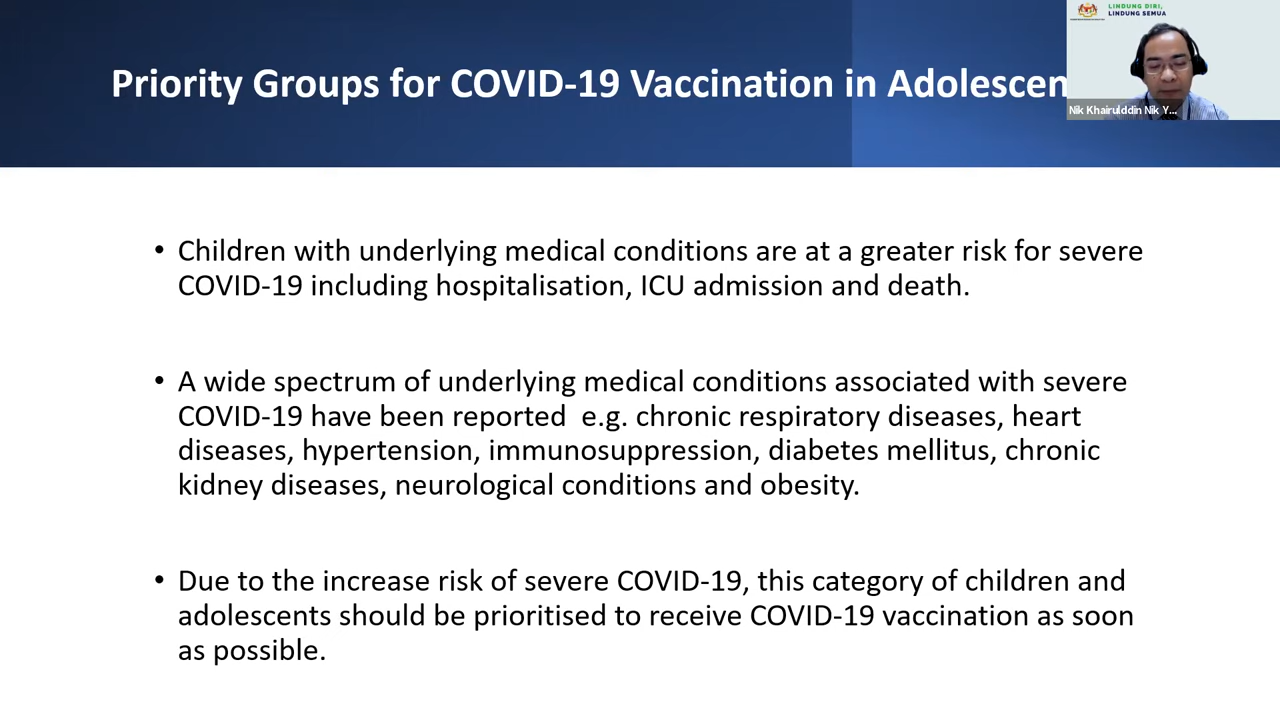 Priority Groups for COVID-19 Vaccination in Adolescen
LINDUNG DIRI,
LINDUNG SEMUA
Nik Khairulddin Nik Y...
• Children with underlying medical conditions are at a greater risk for severe
COVID-19 including hospitalisation, ICU admission and death.
• A wide spectrum of underlying medical conditions associated with severe
COVID-19 have been reported  e.g. chronic respiratory diseases, heart
diseases, hypertension, immunosuppression, diabetes mellitus, chronic
kidney diseases, neurological conditions and obesity.
• Due to the increase risk of severe COVID-19, this category of children and
adolescents should be prioritised to receive COVID-19 vaccination as soon
as possible.